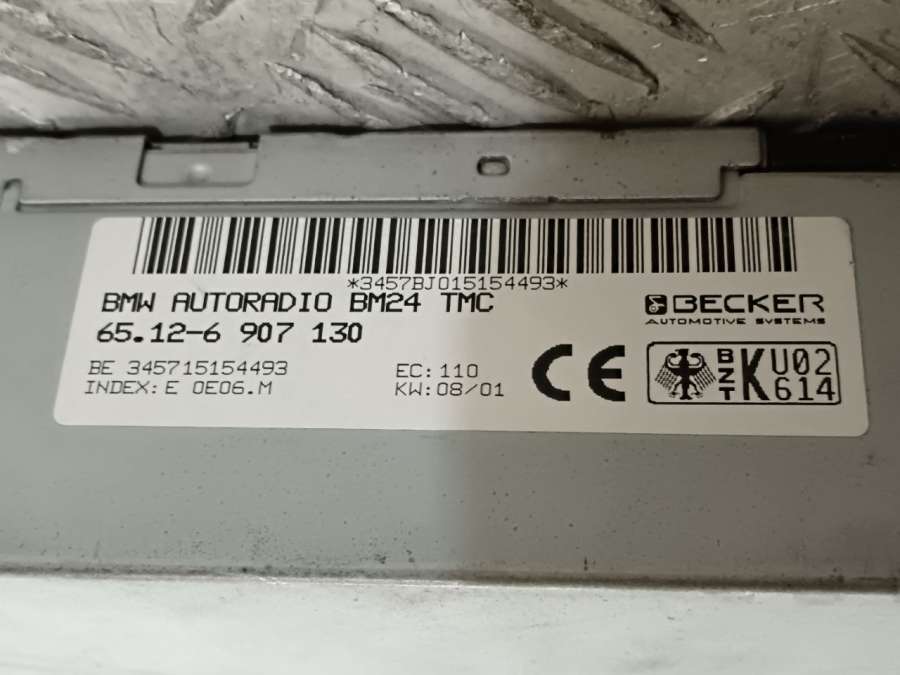 *3457BJ015154493*
BMW AUTORADIO BM24 TMC
65.12-6 907 130
BE 345715154493
INDEX: E 0E06.M
EC: 110
KW: 08/01
BECKER
AUTOMOTIVE SYSTEMS
CE
BZT K U02 614